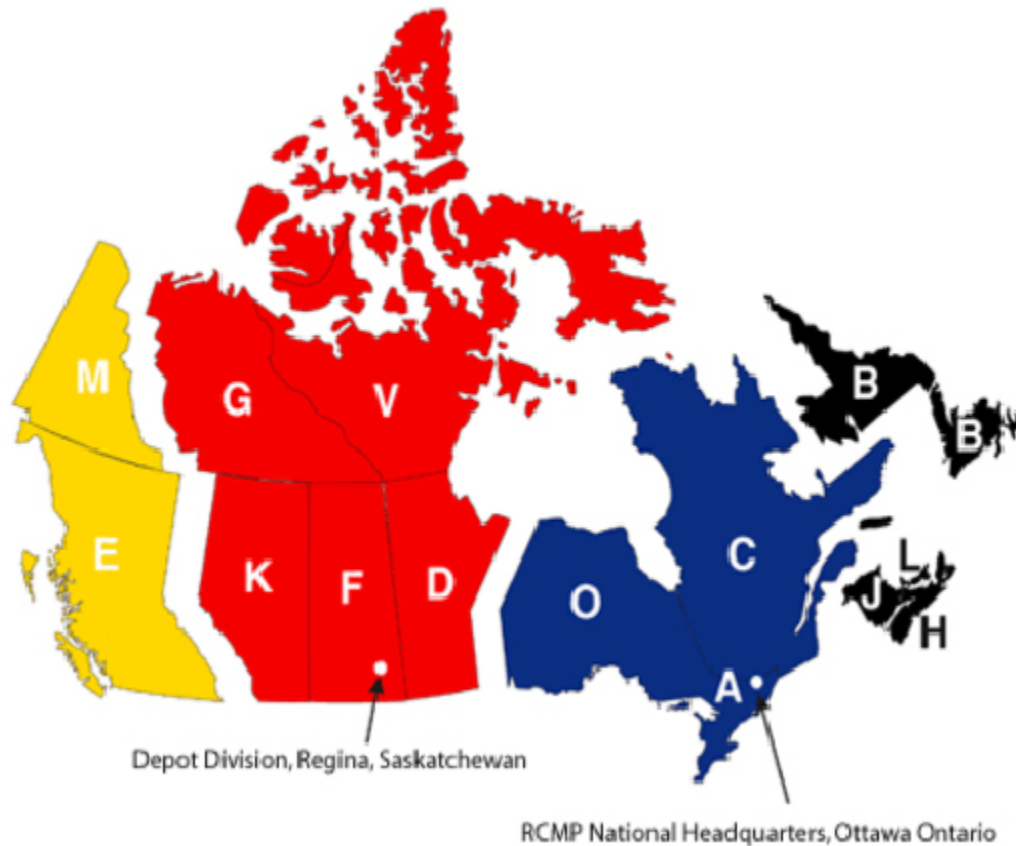 M
G
V
B
B
E
K
F
D
O
C
L
J
H
A
Depot Division, Regina, Saskatchewan
RCMP National Headquarters, Ottawa Ontario